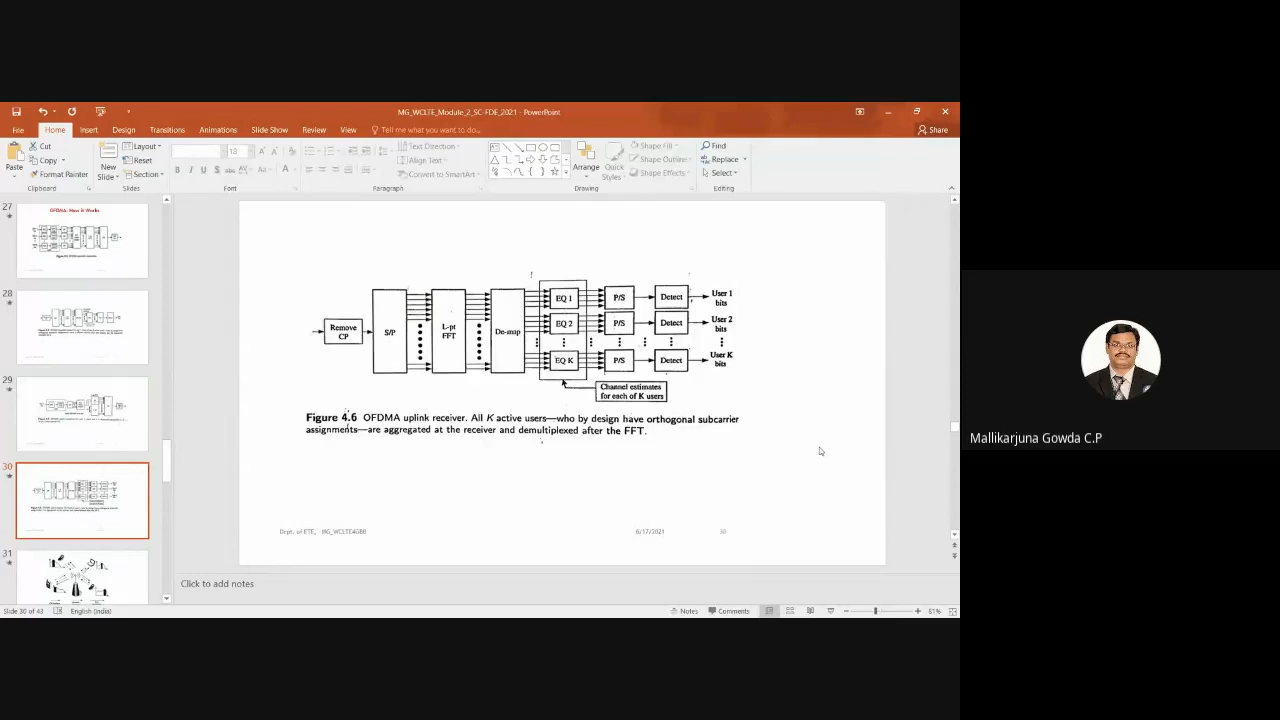 MG_WCLTE_Module_2_SC-FDE_2021 - PowerPoint
File Home Insert Design Transitions Animations Slide Show Review View Tell me what you want to do... Share
Paste
Cut
Copy
Format Painter
Clipboard
New Slide
Layout
Reset
Section
Slides
18
Font
Text Direction
Align Text
Convert to SmartArt
Paragraph
Arrange
Quick Styles
Shape Fill
Shape Outline
Shape Effects
Drawing
Find
Replace
Select
Editing
27
OFDMA: How it Works
28
29
30
31
Remove CP
S/P
L-pt FFT
De-map
EQ 1
P/S
Detect
User 1 bits
EQ 2
P/S
Detect
User 2 bits
EQ K
P/S
Detect
User K bits
Channel estimates
for each of K users
Figure 4.6 OFDMA uplink receiver. All K active users—who by design have orthogonal subcarrier
assignments—are aggregated at the receiver and demultiplexed after the FFT.
Dept. of ETE, MG_WCLTE4GBB 6/17/2021 30
Click to add notes
Slide 30 of 43 English (India) Notes Comments 81%
Mallikarjuna Gowda C.P